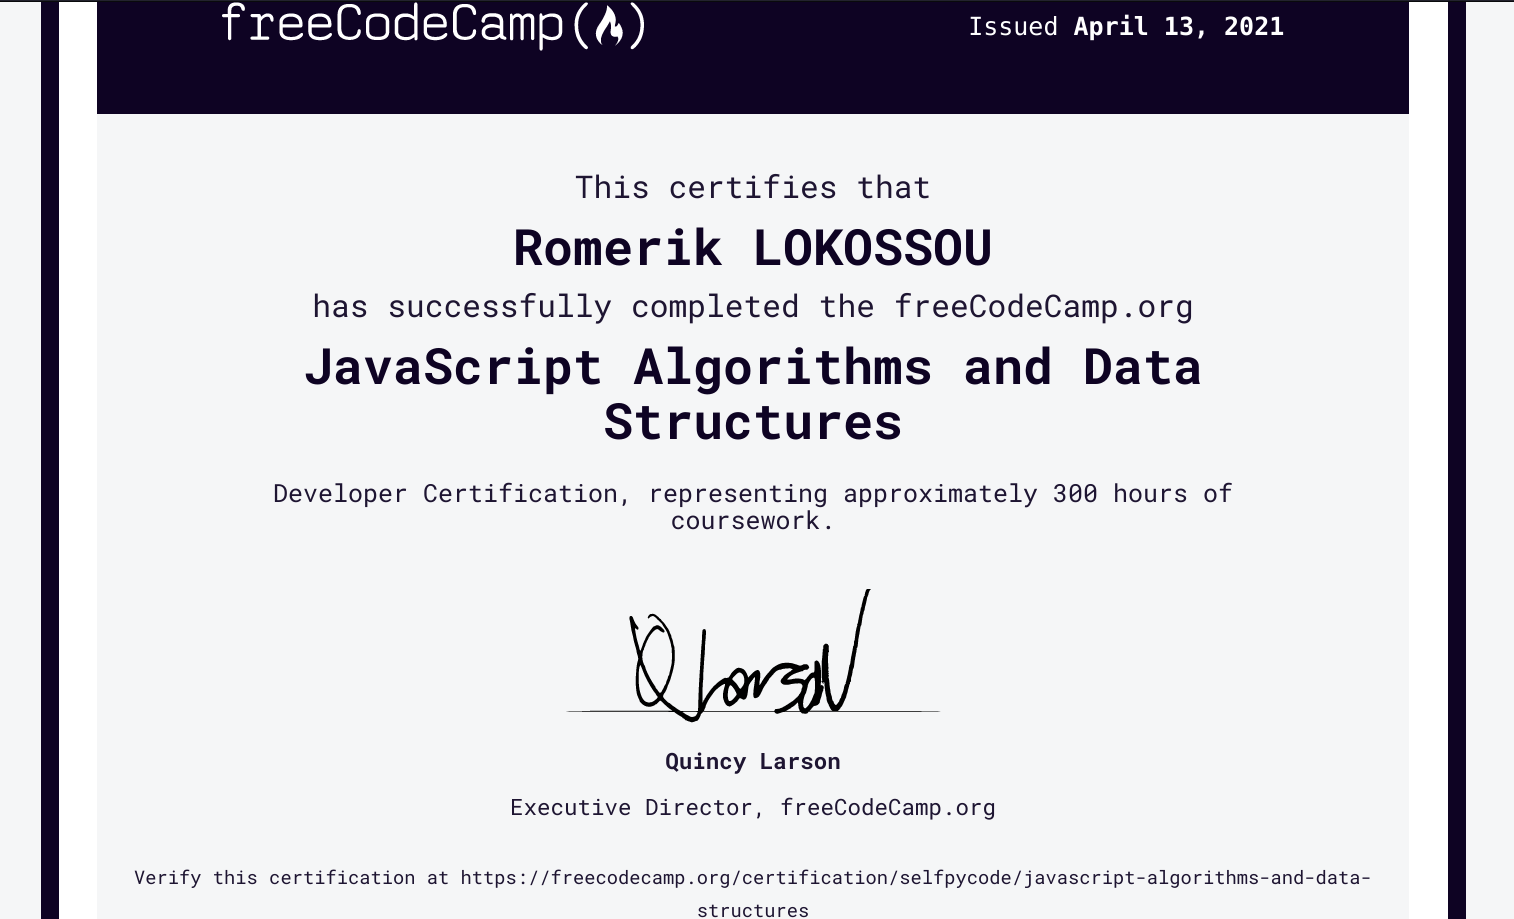 freeCodeCamp(🔥)
Issued April 13, 2021
This certifies that
Romerik LOKOSSOU
has successfully completed the freeCodeCamp.org
JavaScript Algorithms and Data
Structures
Developer Certification, representing approximately 300 hours of
coursework.
Q Larson
Quincy Larson
Executive Director, freeCodeCamp.org
Verify this certification at https://freecodecamp.org/certification/selfpycode/javascript-algorithms-and-data-
structures